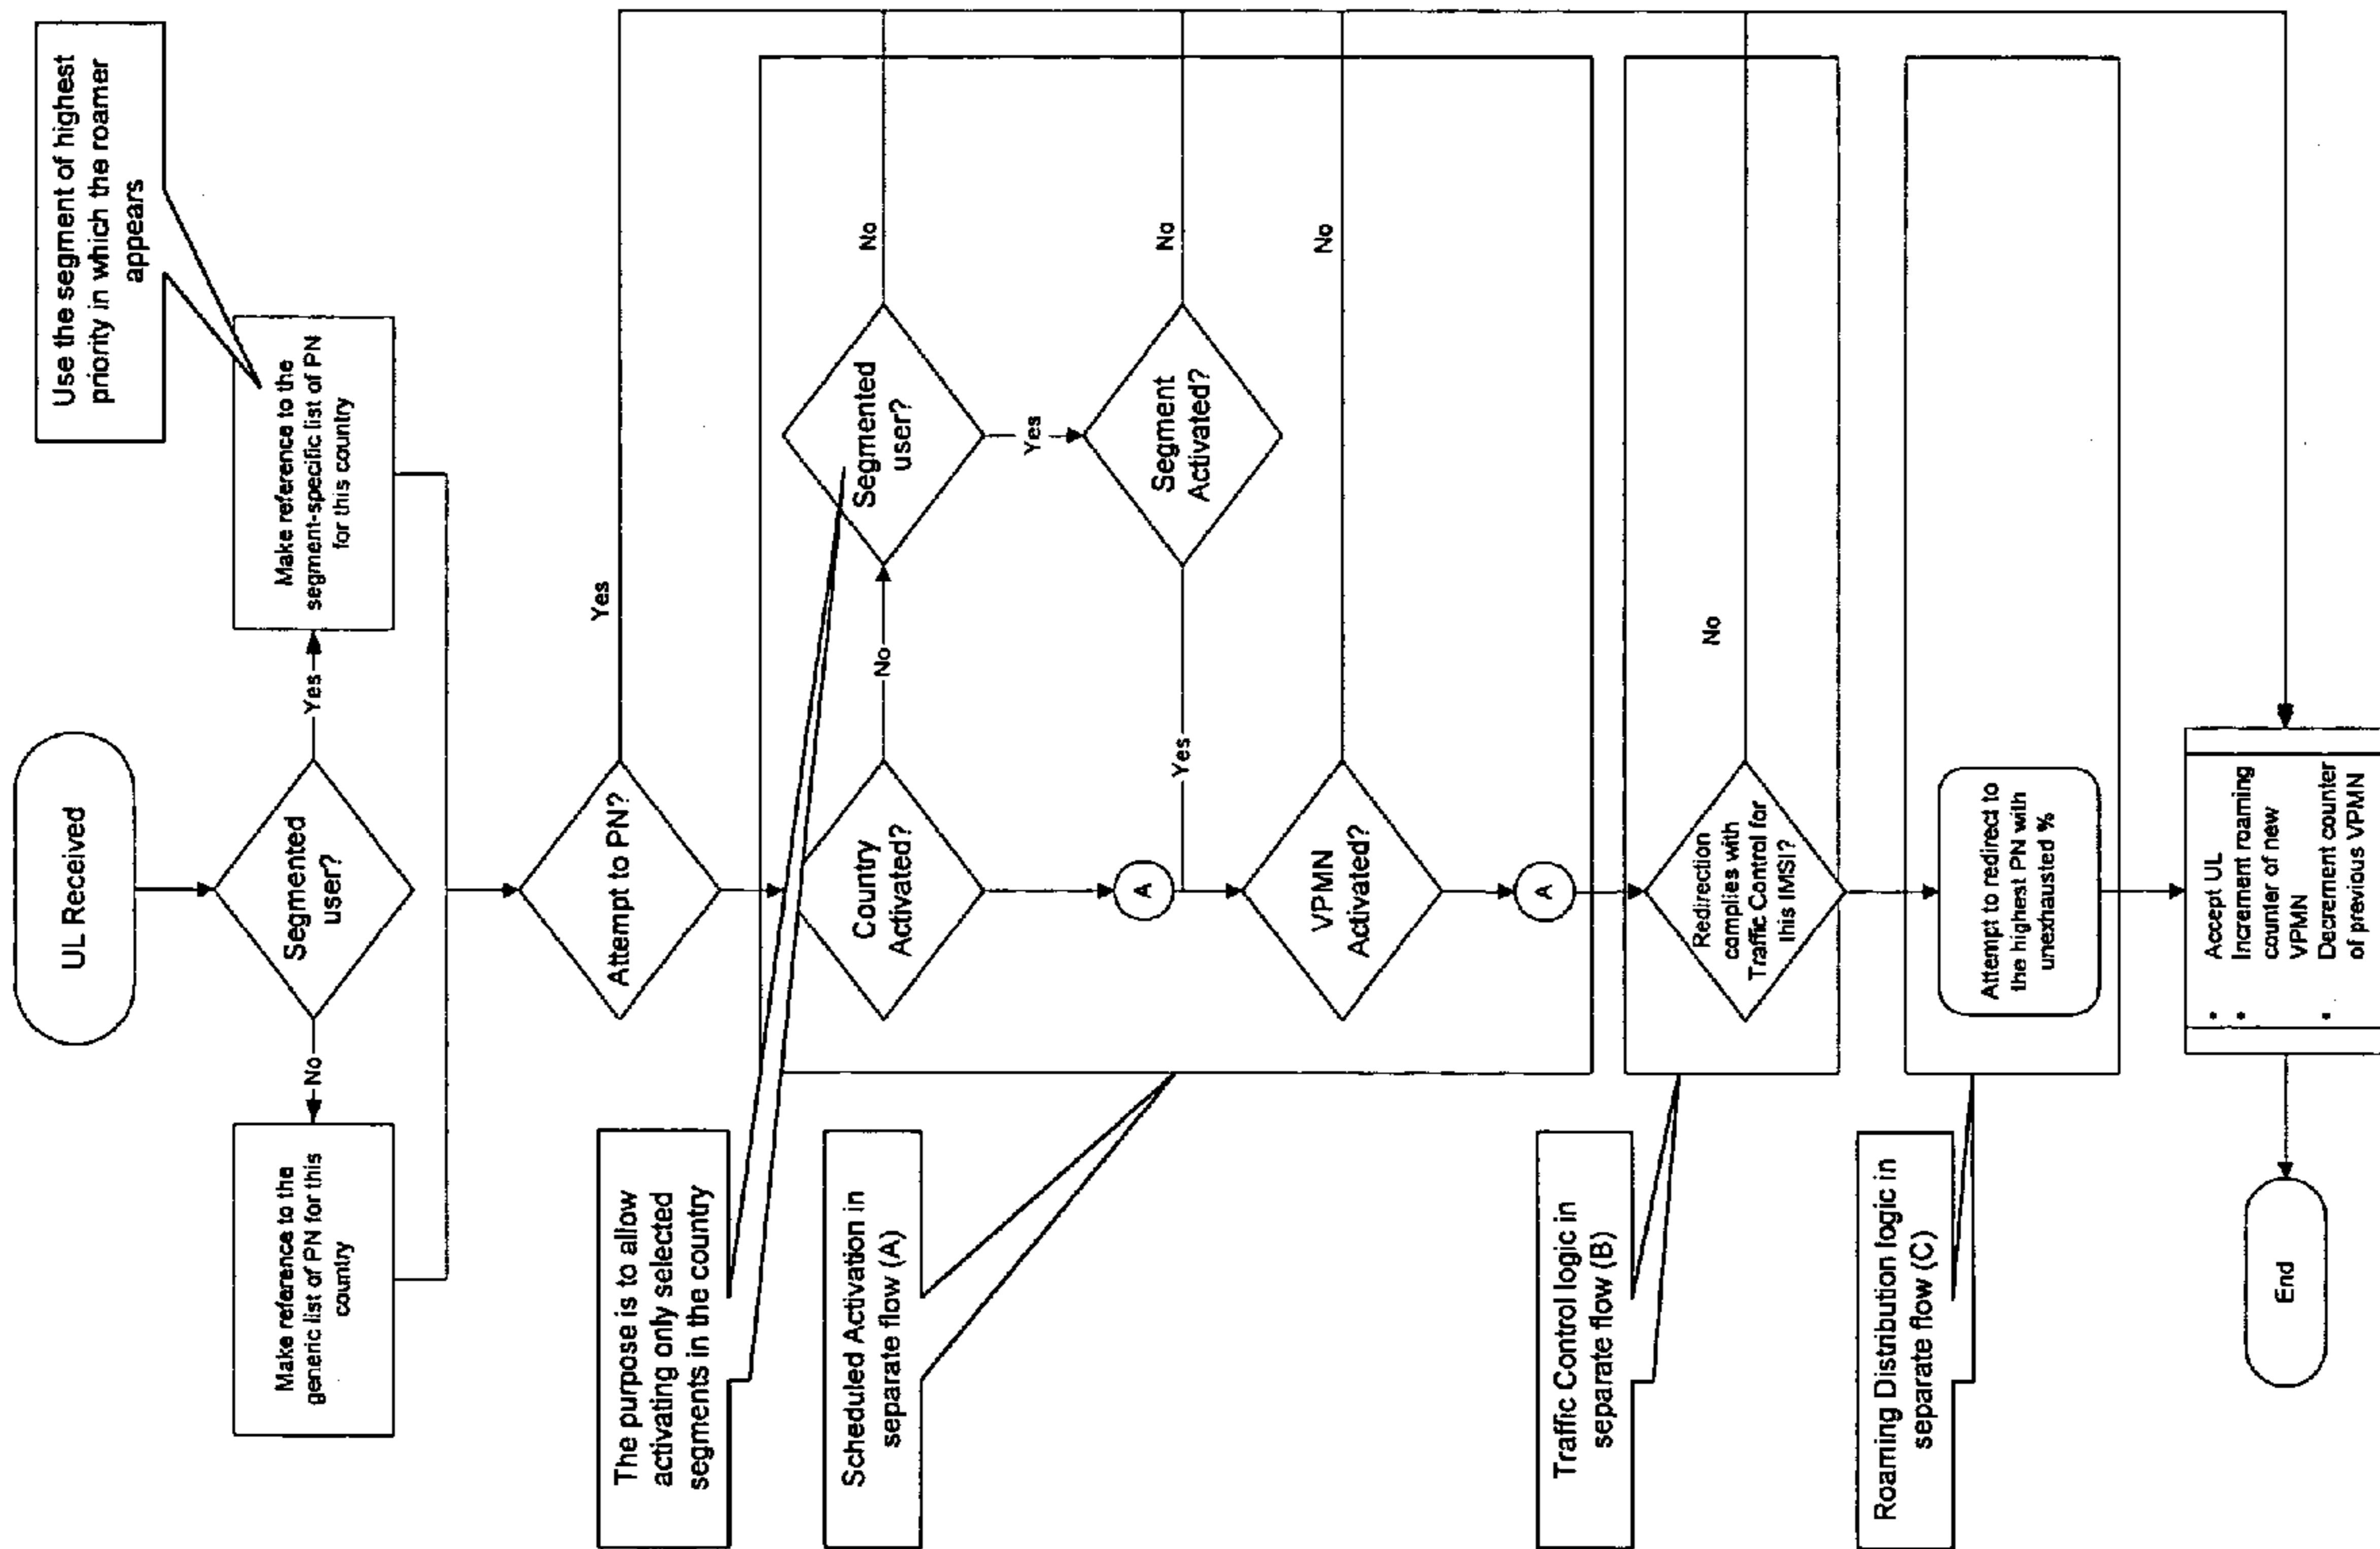 UL Received
Use the segment of highest
priority in which the roamer
appears
Segmented
user?
No
Yes
Make reference to the
generic list of PN for this
country
Make reference to the
segment-specific list of PN
for this country
Attempt to PN?
Yes
The purpose is to allow
activating only selected
segments in the country
Country
Activated?
No
Segmented
user?
No
Yes
Scheduled Activation in
separate flow (A)
A
Yes
Segment
Activated?
No
VPMN
Activated?
No
A
Traffic Control logic in
separate flow (B)
Redirection
complies with
Traffic Control for
this IMSI?
No
Roaming Distribution logic in
separate flow (C)
Attempt to redirect to
the highest PN with
unexhausted %
• Accept UL
• Increment roaming
counter of new
VPMN
• Decrement counter
of previous VPMN
End